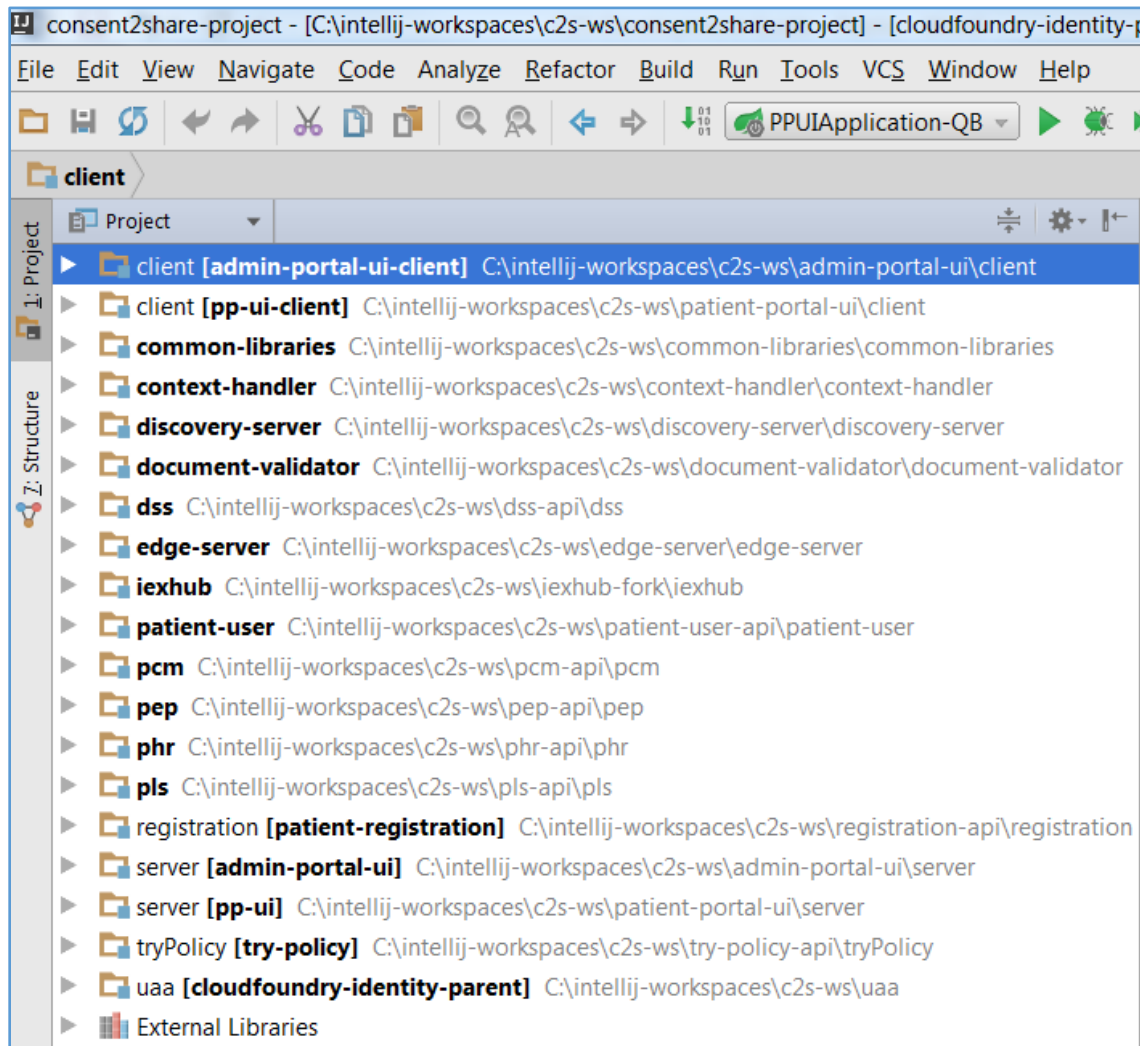 consent2share-project - [C:\intellij-workspaces\c2s-ws\consent2share-project] - [cloudfoundry-identity-p
File Edit View Navigate Code Analyze Refactor Build Run Tools VCS Window Help
PPUIApplication-QB
client
Project
1: Project
7: Structure
client [admin-portal-ui-client] C:\intellij-workspaces\c2s-ws\admin-portal-ui\client
client [pp-ui-client] C:\intellij-workspaces\c2s-ws\patient-portal-ui\client
common-libraries C:\intellij-workspaces\c2s-ws\common-libraries\common-libraries
context-handler C:\intellij-workspaces\c2s-ws\context-handler\context-handler
discovery-server C:\intellij-workspaces\c2s-ws\discovery-server\discovery-server
document-validator C:\intellij-workspaces\c2s-ws\document-validator\document-validator
dss C:\intellij-workspaces\c2s-ws\dss-api\dss
edge-server C:\intellij-workspaces\c2s-ws\edge-server\edge-server
iexhub C:\intellij-workspaces\c2s-ws\iexhub-fork\iexhub
patient-user C:\intellij-workspaces\c2s-ws\patient-user-api\patient-user
pcm C:\intellij-workspaces\c2s-ws\pcm-api\pcm
pep C:\intellij-workspaces\c2s-ws\pep-api\pep
phr C:\intellij-workspaces\c2s-ws\phr-api\phr
pls C:\intellij-workspaces\c2s-ws\pls-api\pls
registration [patient-registration] C:\intellij-workspaces\c2s-ws\registration-api\registration
server [admin-portal-ui] C:\intellij-workspaces\c2s-ws\admin-portal-ui\server
server [pp-ui] C:\intellij-workspaces\c2s-ws\patient-portal-ui\server
tryPolicy [try-policy] C:\intellij-workspaces\c2s-ws\try-policy-api\tryPolicy
uaa [cloudfoundry-identity-parent] C:\intellij-workspaces\c2s-ws\uaa
External Libraries